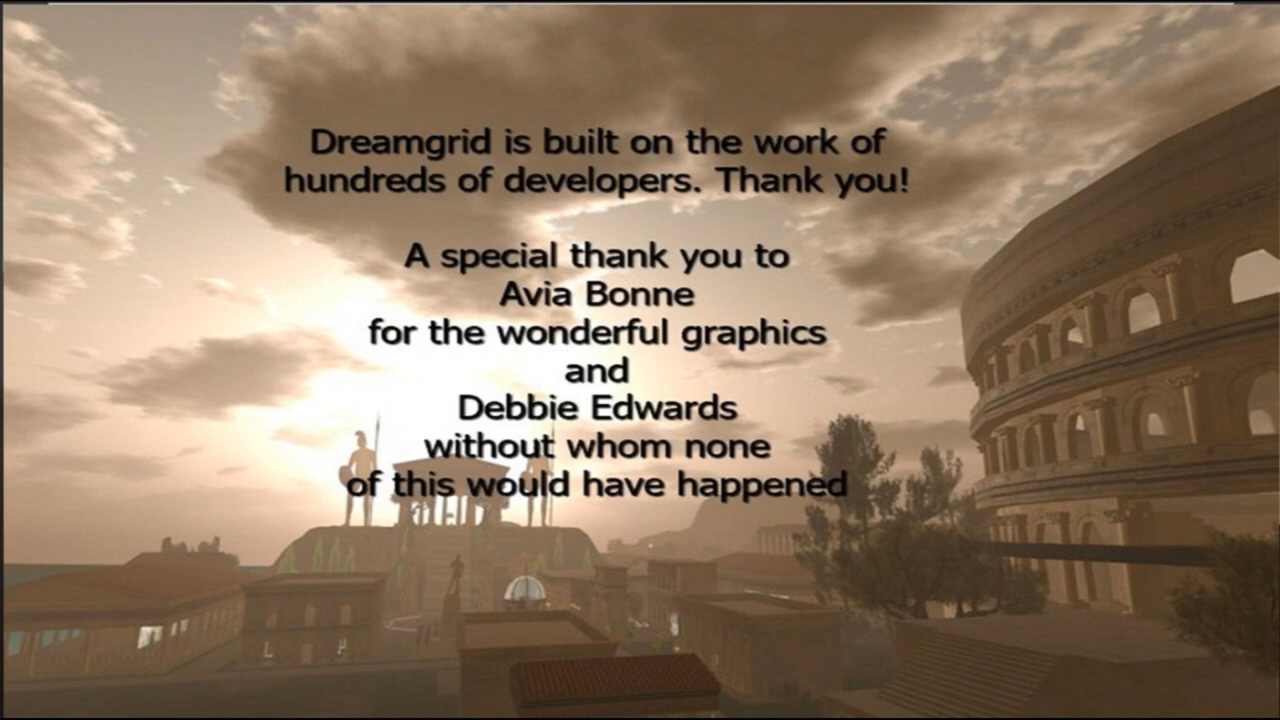 Dreamgrid is built on the work of
hundreds of developers. Thank you!
A special thank you to
Avia Bonne
for the wonderful graphics
and
Debbie Edwards
without whom none
of this would have happened